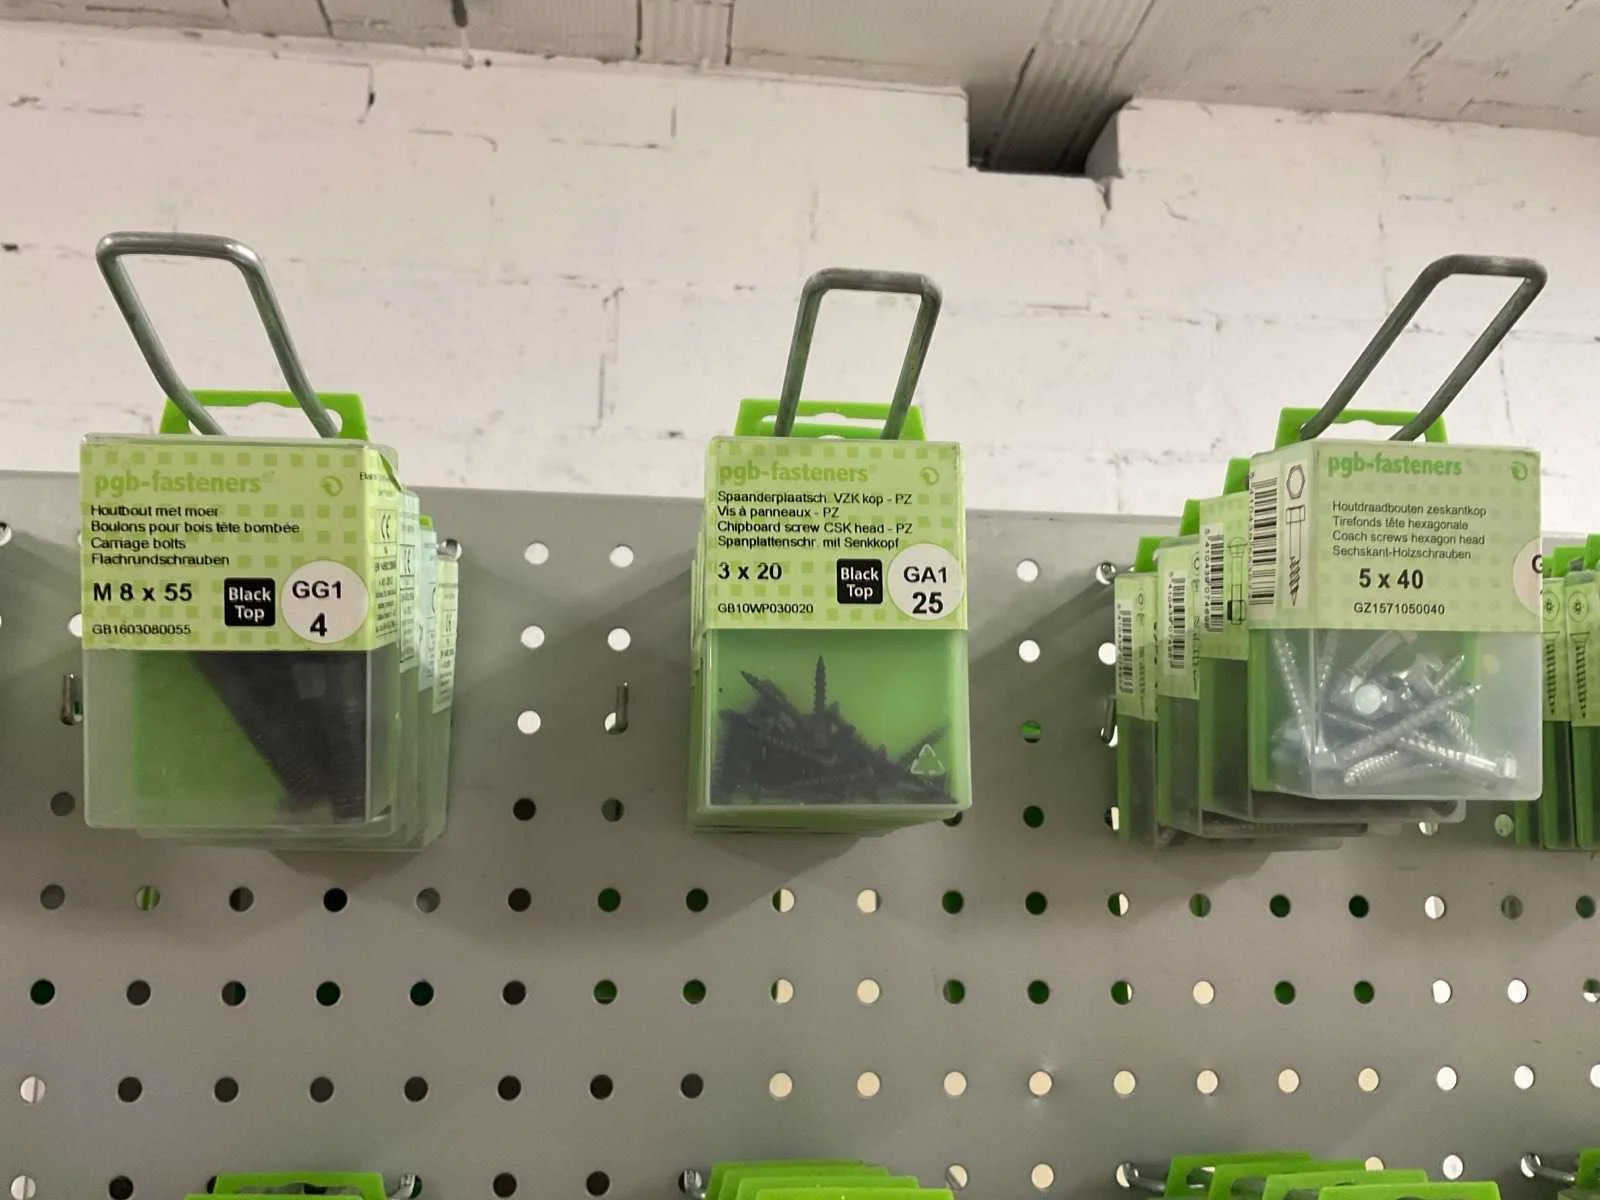 pgb-fasteners
Houtbout met moer
Boulons pour bois tête bombée
Carriage bolts
Flachrundschrauben
M 8 x 55
Black
Top
GG1
4
GB1603080055
pgb-fasteners
Spaanderplaatsch. VZK kop - PZ
Vis à panneaux - PZ
Chipboard screw CSK head - PZ
Spanplattenschr. mit Senkkopf
3 x 20
Black
Top
GA1
25
GB10WP030020
pgb-fasteners
Houtdraadbouten zeskantkop
Tirefonds tête hexagonale
Coach screws hexagon head
Sechskant-Holzschrauben
5 x 40
GZ1571050040